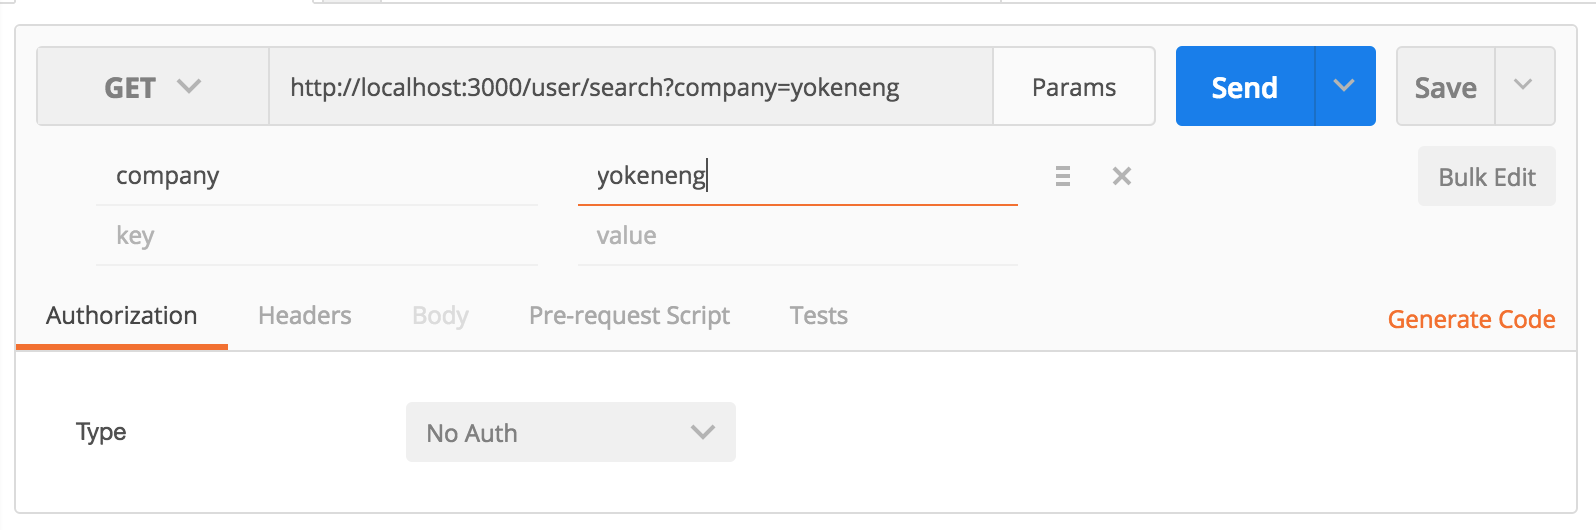 GET http://localhost:3000/user/search?company=yokeneng Params Send Save
company yokeneng Bulk Edit
key value
Authorization Headers Body Pre-request Script Tests Generate Code
Type No Auth